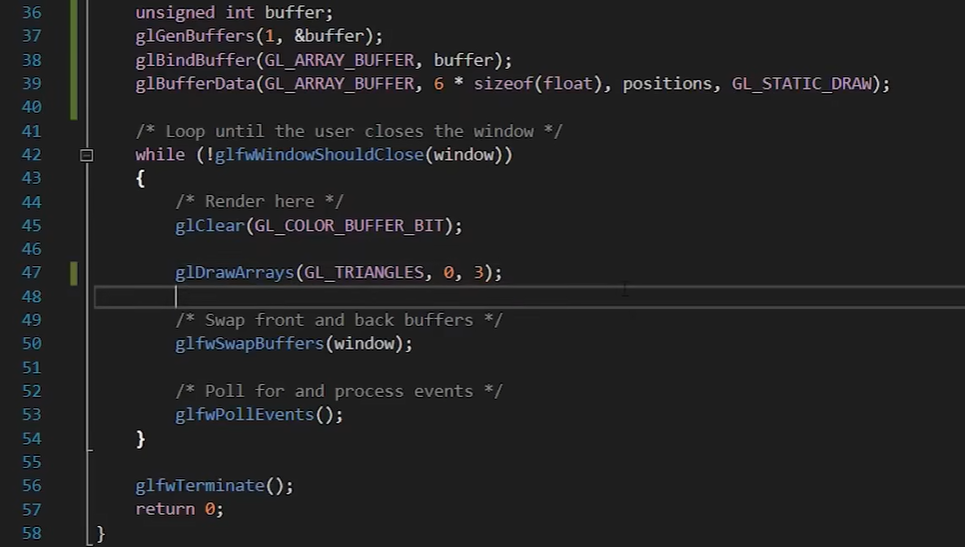 36 unsigned int buffer;
37 glGenBuffers(1, &buffer);
38 glBindBuffer(GL_ARRAY_BUFFER, buffer);
39 glBufferData(GL_ARRAY_BUFFER, 6 * sizeof(float), positions, GL_STATIC_DRAW);
40
41 /* Loop until the user closes the window */
42 while (!glfwWindowShouldClose(window))
43 {
44 /* Render here */
45 glClear(GL_COLOR_BUFFER_BIT);
46
47 glDrawArrays(GL_TRIANGLES, 0, 3);
48
49 /* Swap front and back buffers */
50 glfwSwapBuffers(window);
51
52 /* Poll for and process events */
53 glfwPollEvents();
54 }
55
56 glfwTerminate();
57 return 0;
58 }